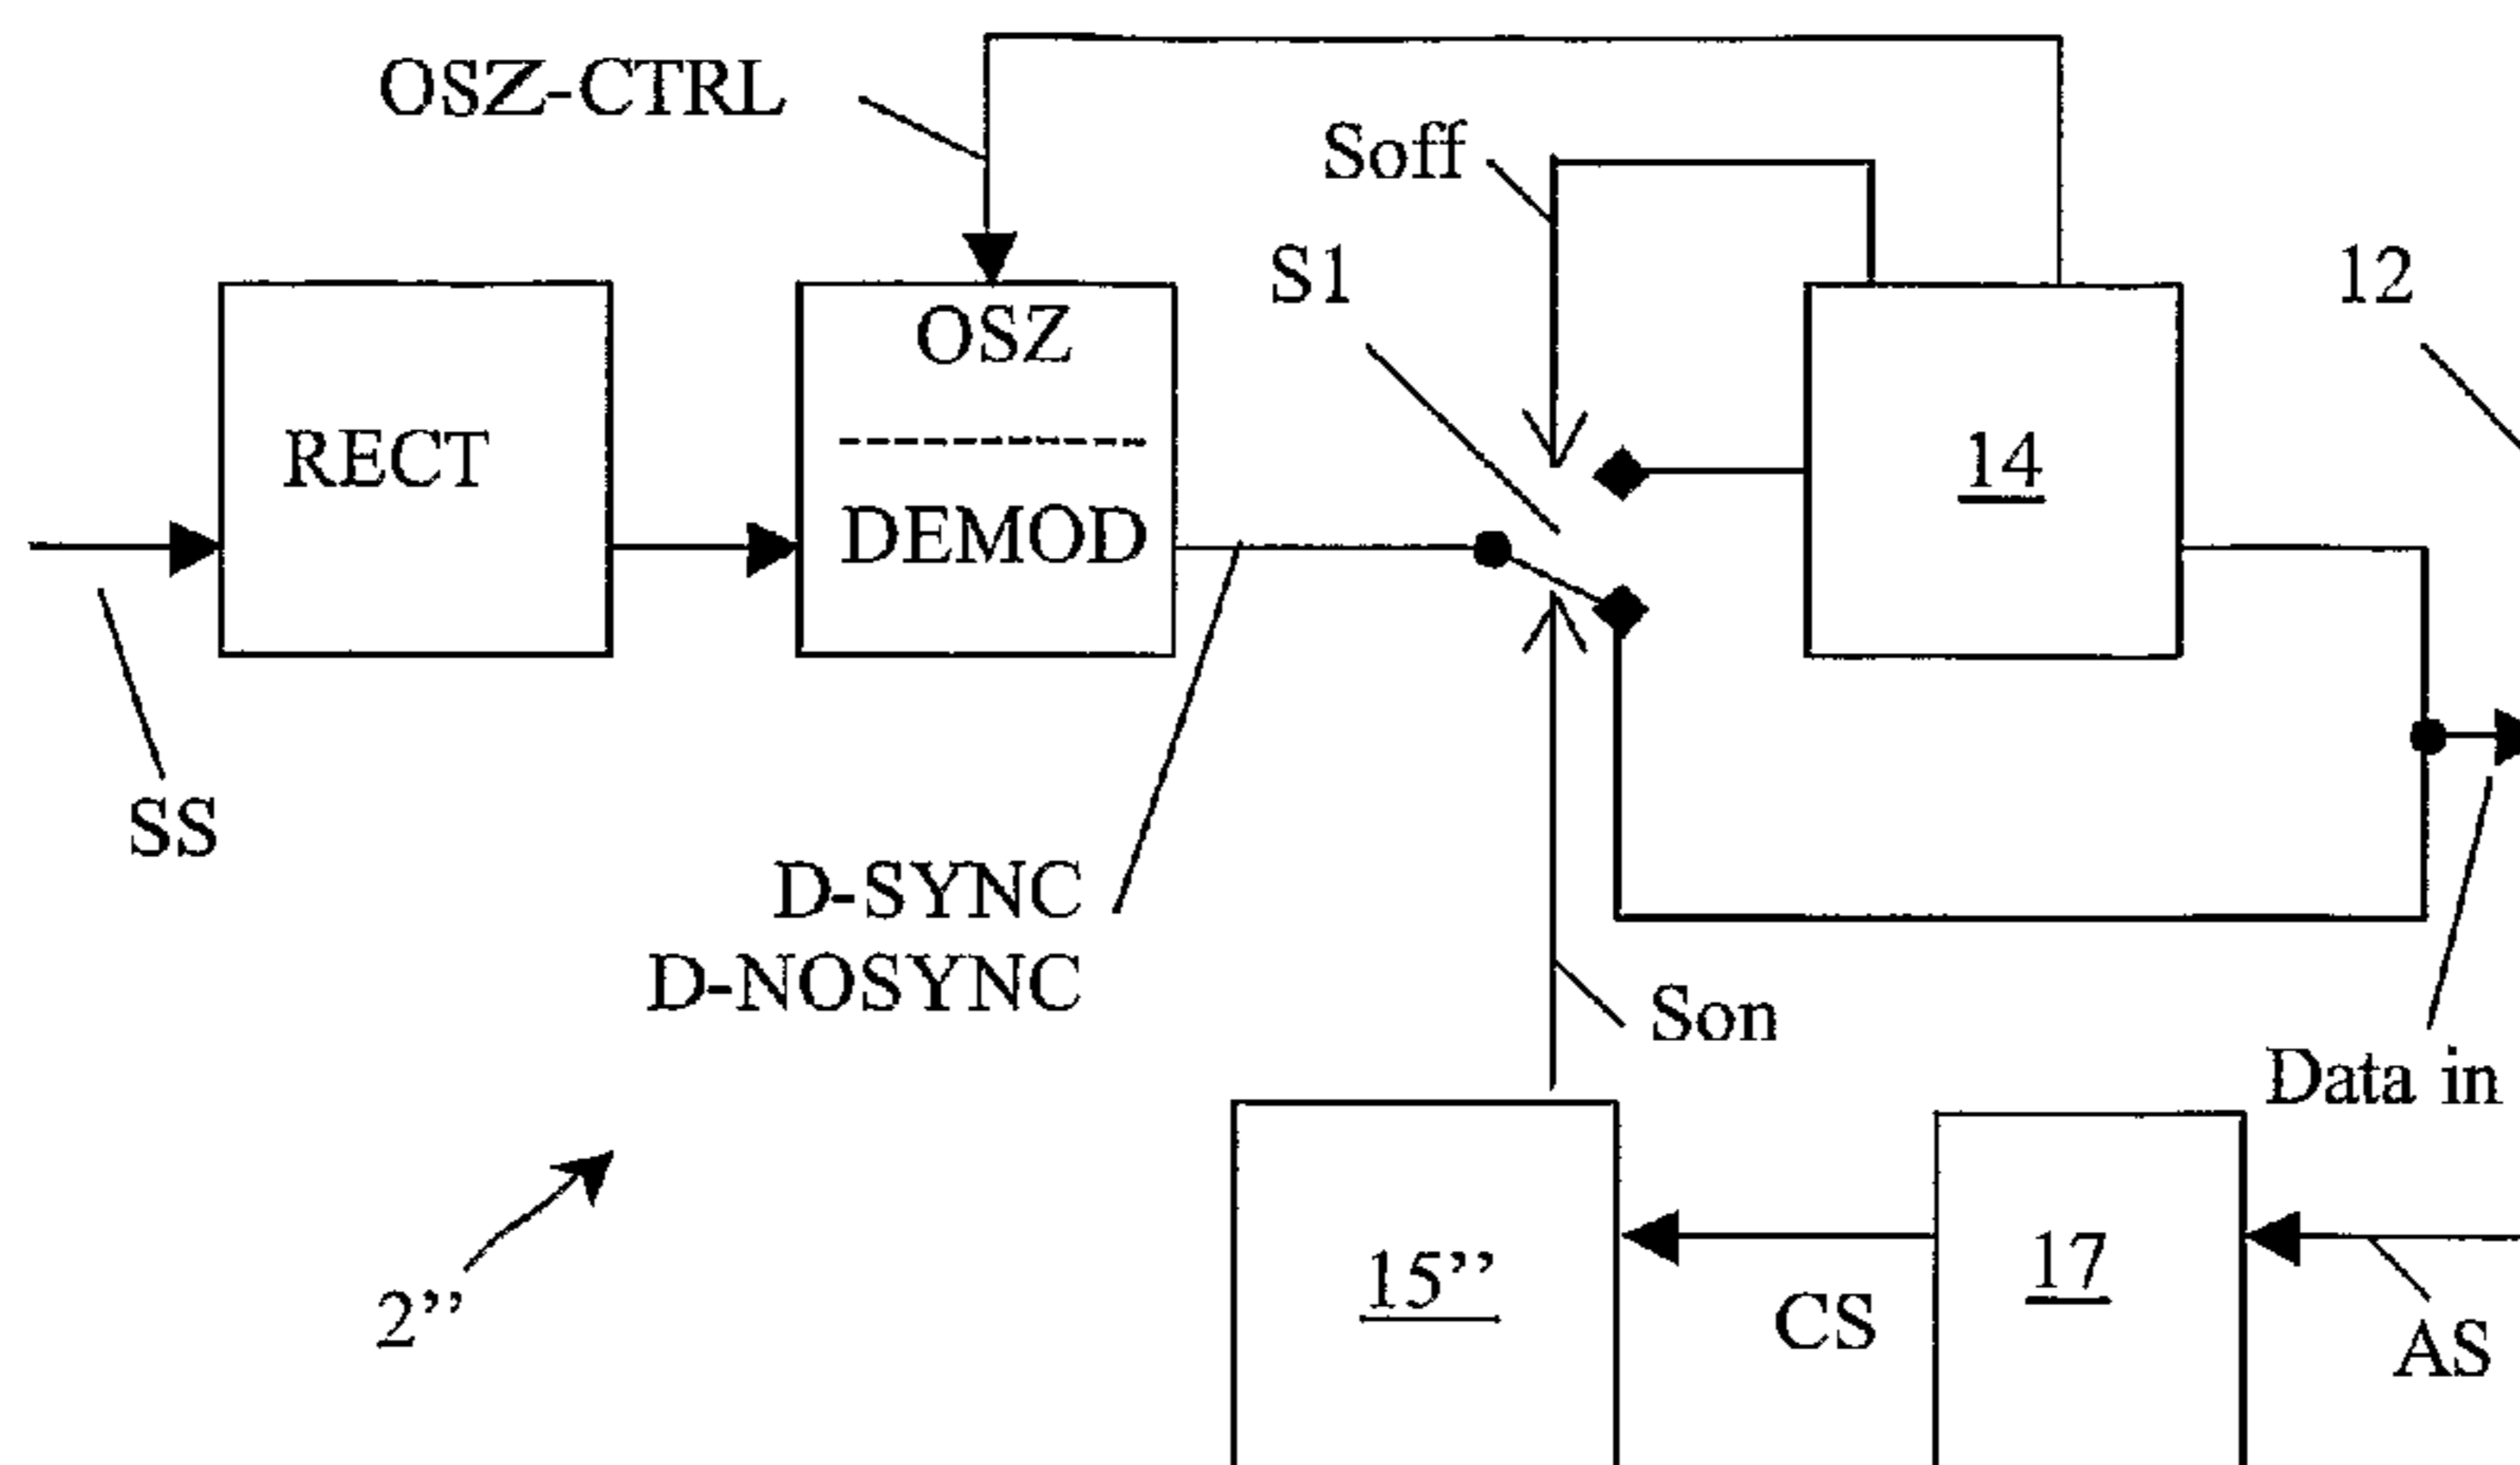 OSZ-CTRL
Soff
S1
12
OSZ
RECT
14
DEMOD
SS
D-SYNC
D-NOSYNC
Son
Data in
15’’
17
2’’
CS
AS